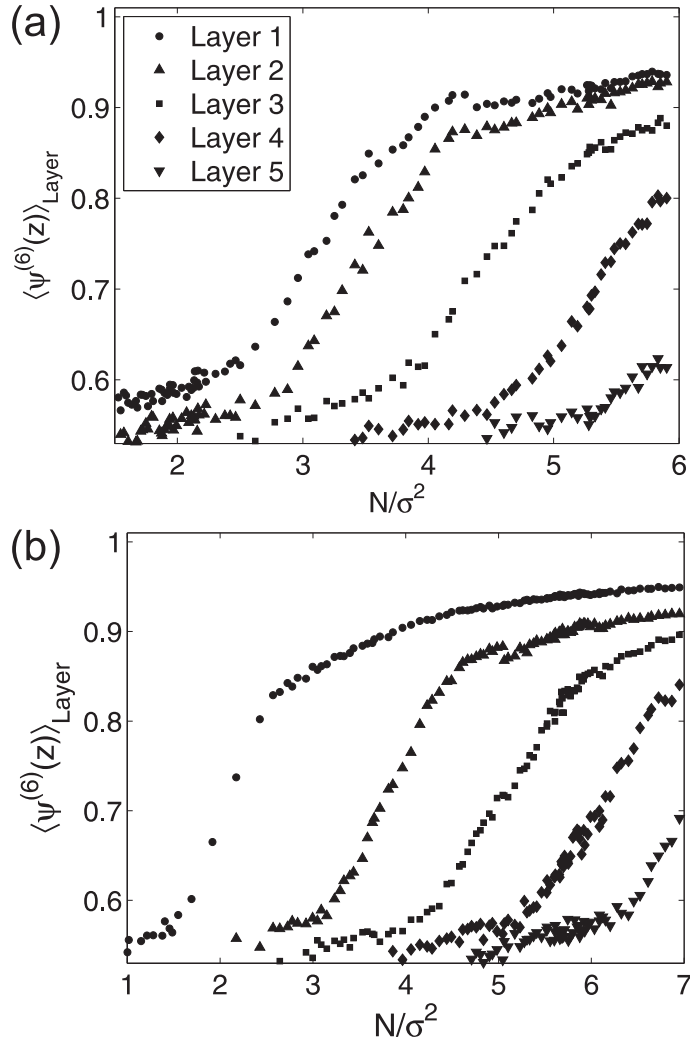 (a)
1
0.9
0.8
0.7
0.6
Layer 1
Layer 2
Layer 3
Layer 4
Layer 5
⟨ψ(6)(z)⟩Layer
2 3 4 5 6
N/σ²
(b)
1
0.9
0.8
0.7
0.6
⟨ψ(6)(z)⟩Layer
1 2 3 4 5 6 7
N/σ²